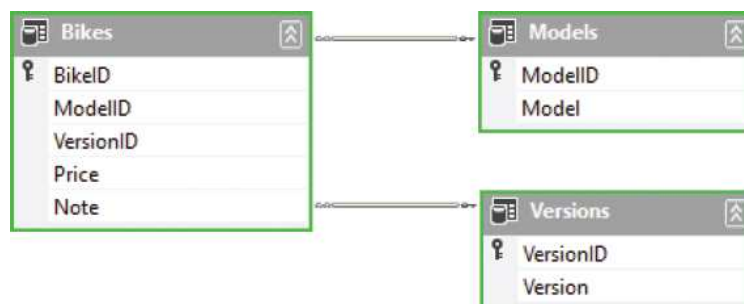 Bikes
BikeID
ModelID
VersionID
Price
Note
Models
ModelID
Model
Versions
VersionID
Version